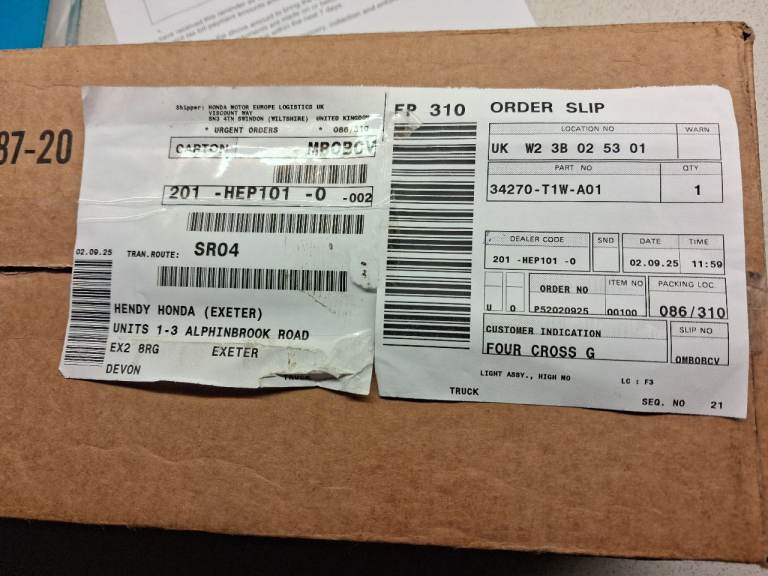 87-20
Shipper: HONDA MOTOR EUROPE LOGISTICS UK
VISCOUNT WAY
SN3 4TN SWINDON (WILTSHIRE) UNITED KINGDOM
* URGENT ORDERS * 086/310
CARTON MROBCV
201 -HEP101 -0 -002
02.09.25 TRAN.ROUTE: SR04
HENDY HONDA (EXETER)
UNITS 1-3 ALPHINBROOK ROAD
EX2 8RG EXETER
DEVON
EP 310 ORDER SLIP
LOCATION NO WARN
UK W2 3B 02 53 01
PART NO QTY
34270-T1W-A01 1
DEALER CODE SND DATE TIME
201 -HEP101 -0 02.09.25 11:59
ORDER NO ITEM NO PACKING LOC
U 0 P52020925 00100 086/310
CUSTOMER INDICATION SLIP NO
FOUR CROSS G OMBOBCV
LIGHT ASSY., HIGH MO LC : F3
TRUCK
SEQ. NO 21